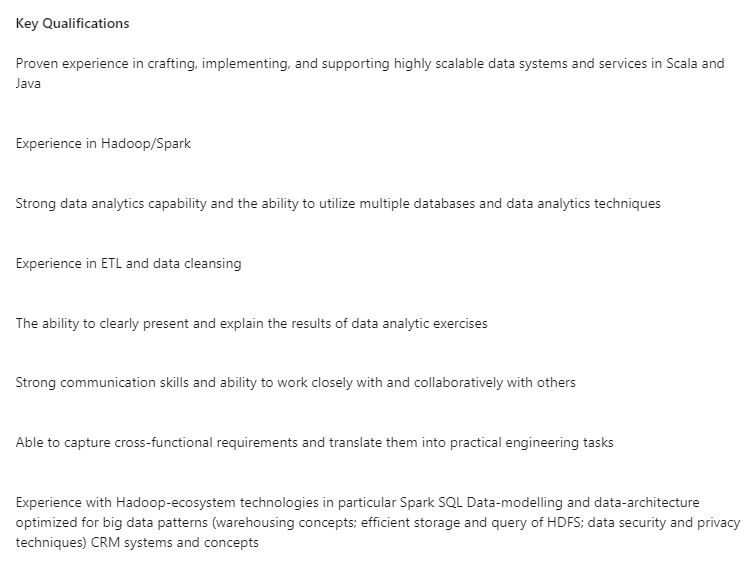 Key Qualifications
Proven experience in crafting, implementing, and supporting highly scalable data systems and services in Scala and
Java
Experience in Hadoop/Spark
Strong data analytics capability and the ability to utilize multiple databases and data analytics techniques
Experience in ETL and data cleansing
The ability to clearly present and explain the results of data analytic exercises
Strong communication skills and ability to work closely with and collaboratively with others
Able to capture cross-functional requirements and translate them into practical engineering tasks
Experience with Hadoop-ecosystem technologies in particular Spark SQL Data-modelling and data-architecture
optimized for big data patterns (warehousing concepts; efficient storage and query of HDFS; data security and privacy
techniques) CRM systems and concepts